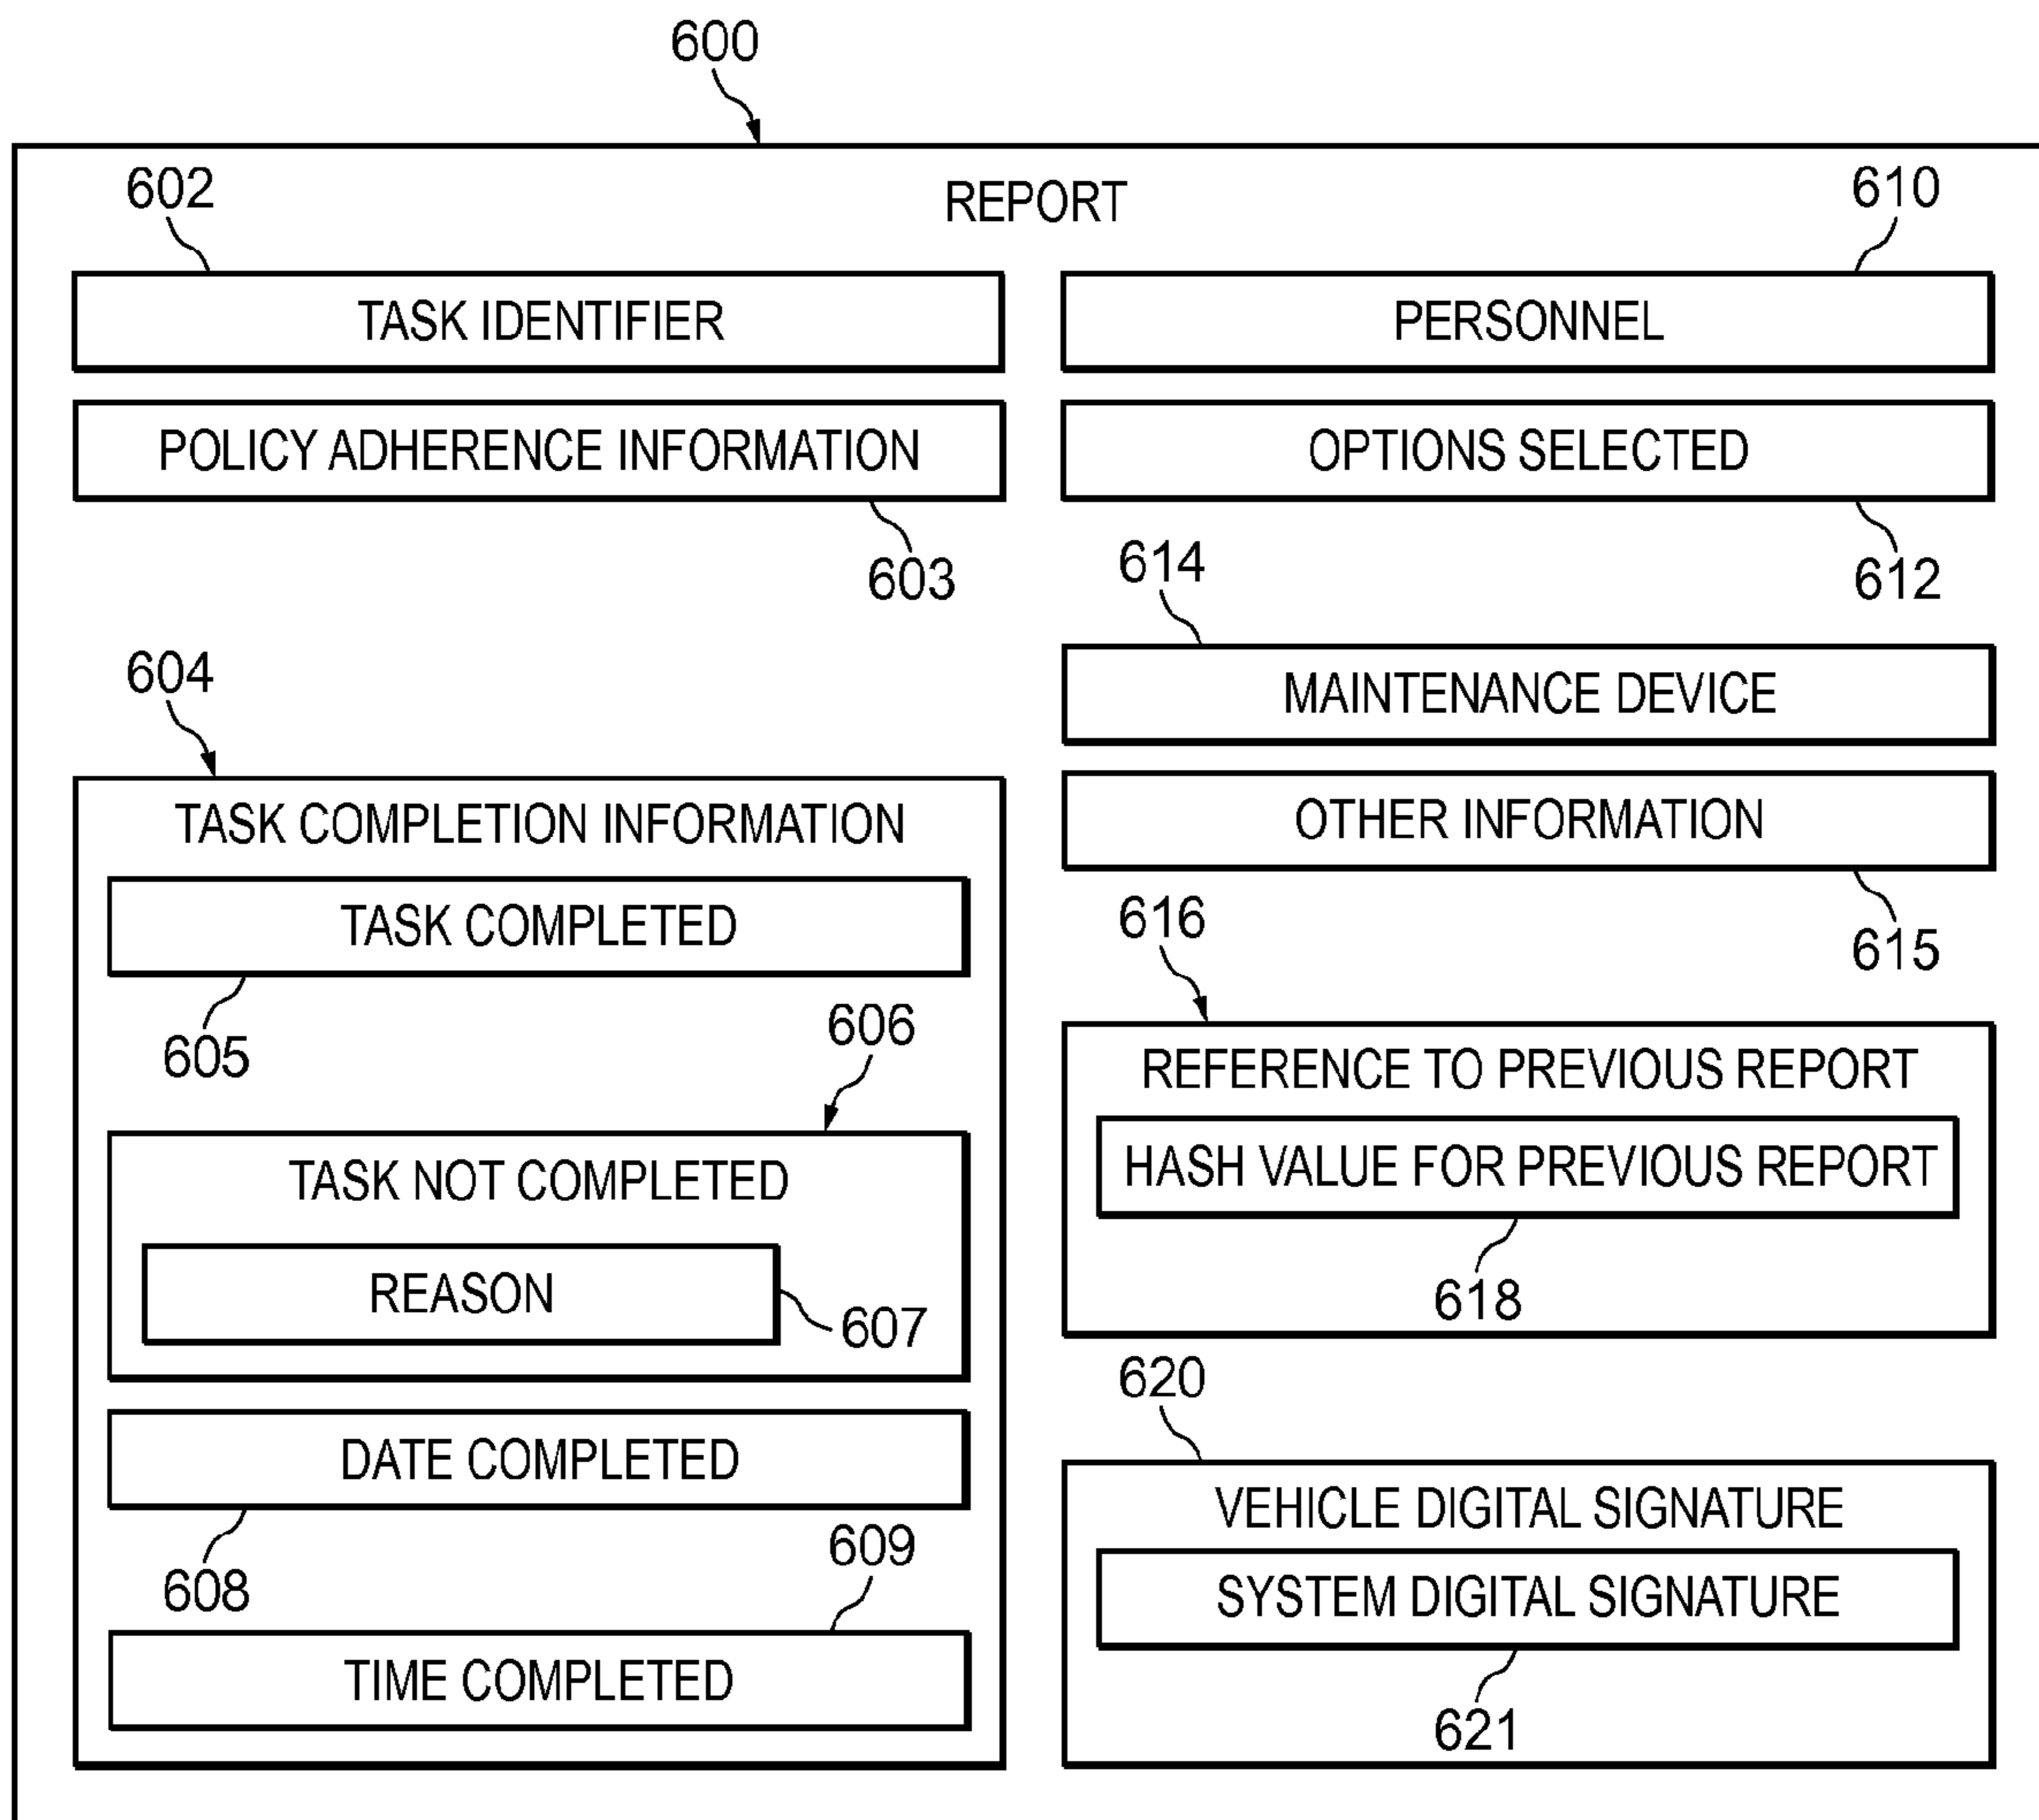 600
REPORT
602
TASK IDENTIFIER
POLICY ADHERENCE INFORMATION
603
604
TASK COMPLETION INFORMATION
TASK COMPLETED
605
606
TASK NOT COMPLETED
REASON
607
DATE COMPLETED
608
609
TIME COMPLETED
610
PERSONNEL
OPTIONS SELECTED
612
614
MAINTENANCE DEVICE
OTHER INFORMATION
615
616
REFERENCE TO PREVIOUS REPORT
HASH VALUE FOR PREVIOUS REPORT
618
620
VEHICLE DIGITAL SIGNATURE
SYSTEM DIGITAL SIGNATURE
621